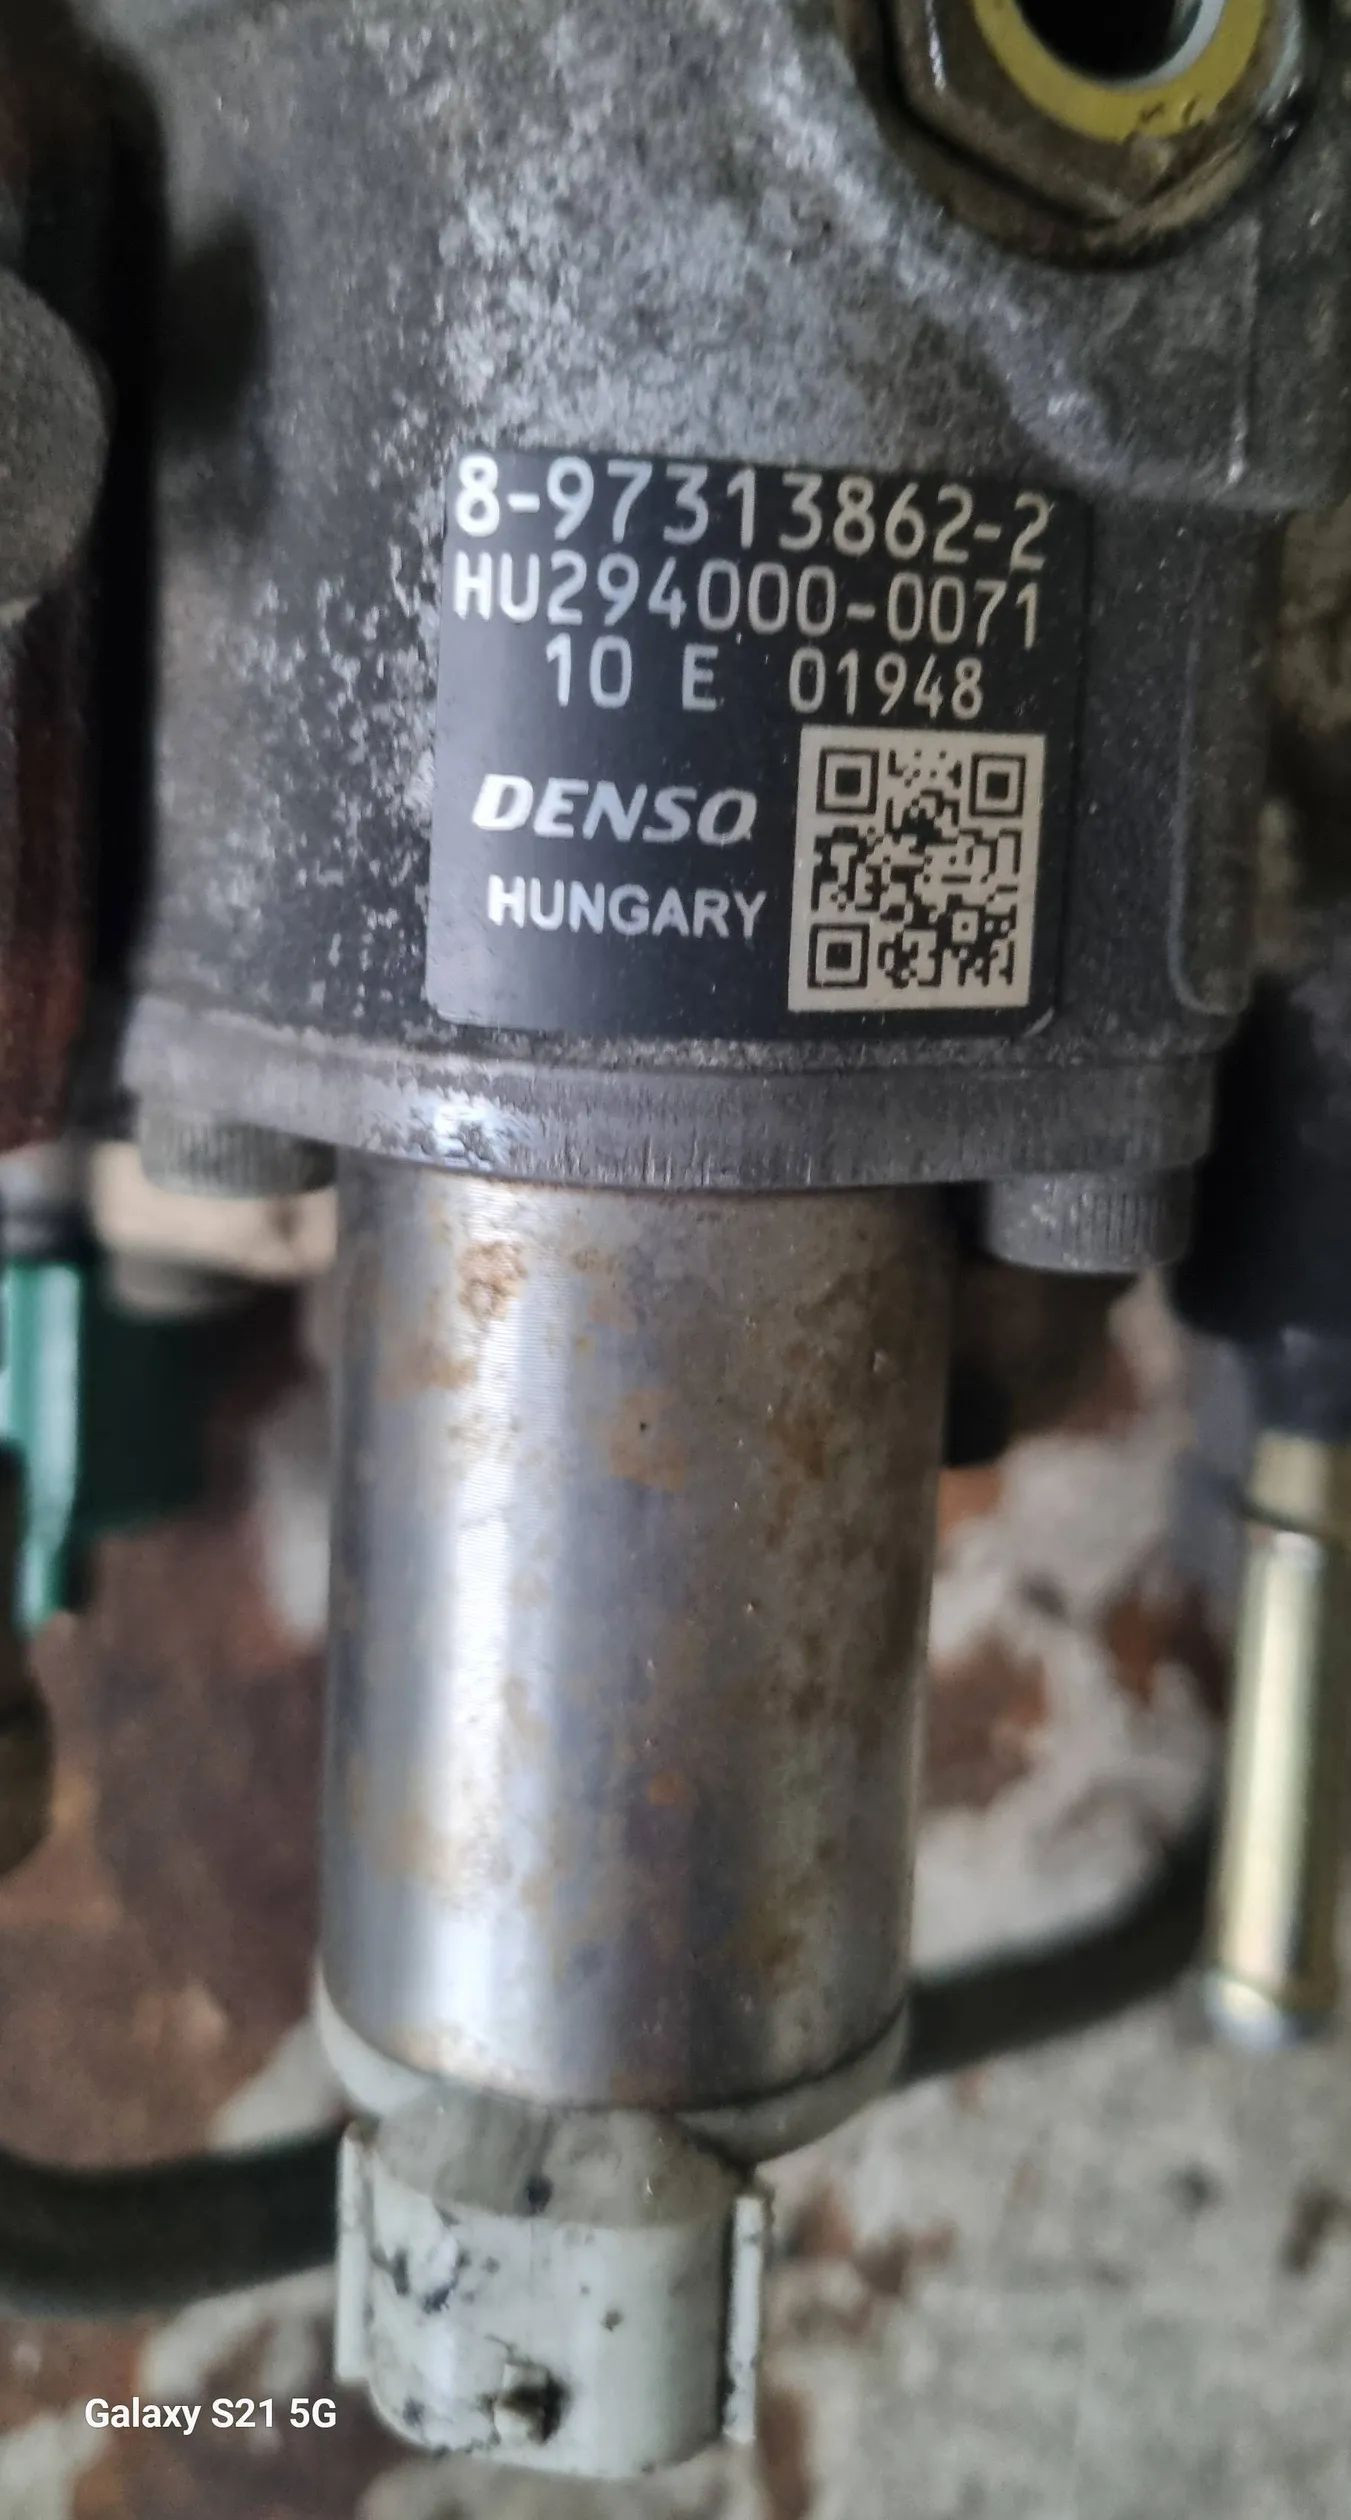 8-97313862-2
HU294000-0071
10 E 01948
DENSO
HUNGARY
Galaxy S21 5G